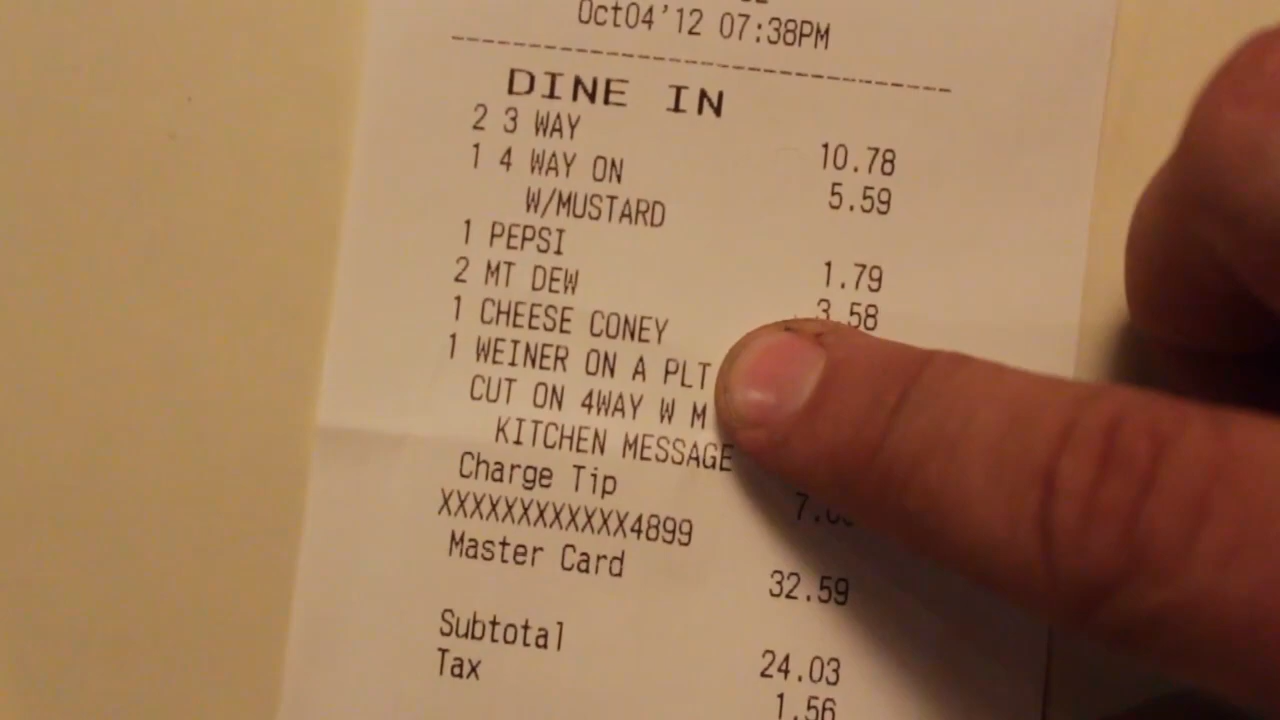 Oct04'12 07:38PM
DINE IN
2 3 WAY 10.78
1 4 WAY ON 5.59
W/MUSTARD
1 PEPSI 1.79
2 MT DEW 3.58
1 CHEESE CONEY
1 WEINER ON A PLT
CUT ON 4WAY W M
KITCHEN MESSAGE
Charge Tip
XXXXXXXXXXXX4899
Master Card 32.59
Subtotal 24.03
Tax 1.56